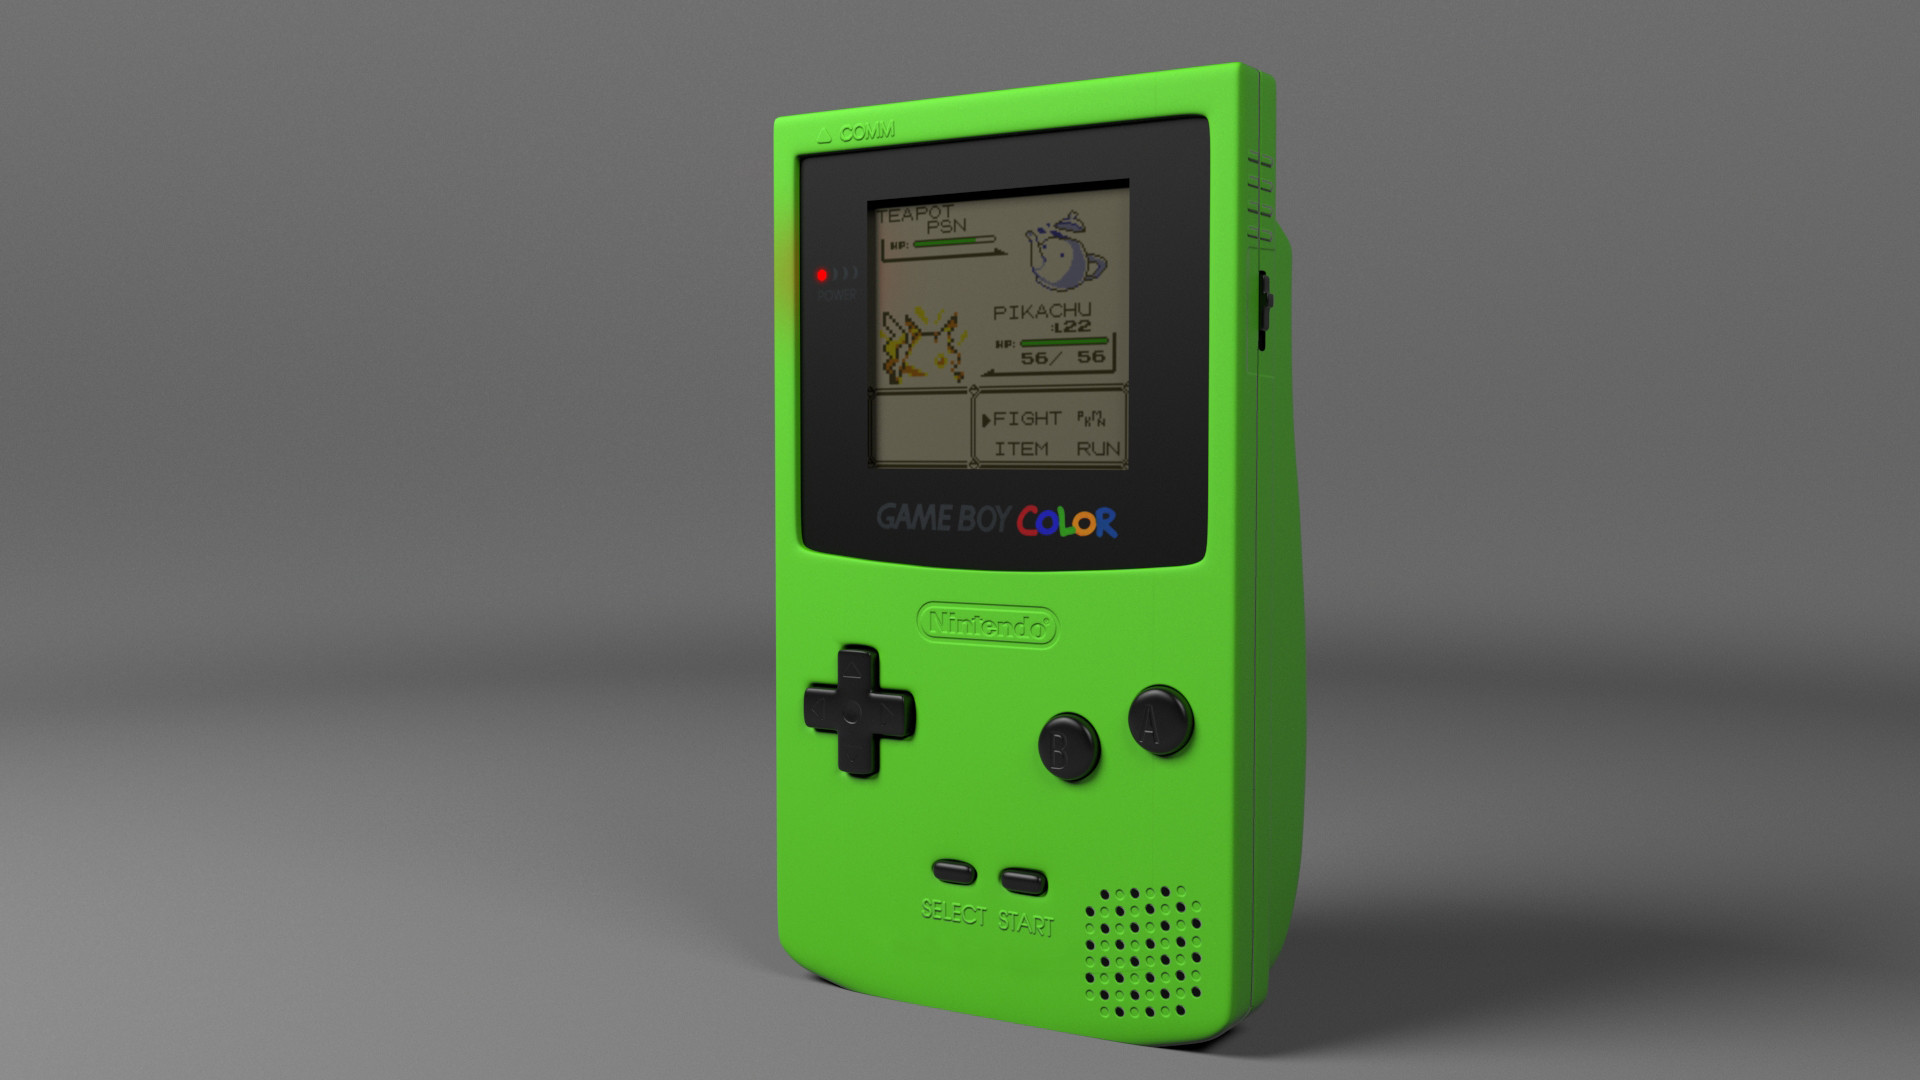 COMM
TEAPOT
PSN
HP:
POWER
PIKACHU
:L22
HP:
56/ 56
FIGHT PKMN
ITEM RUN
GAME BOY COLOR
Nintendo®
B A
SELECT START